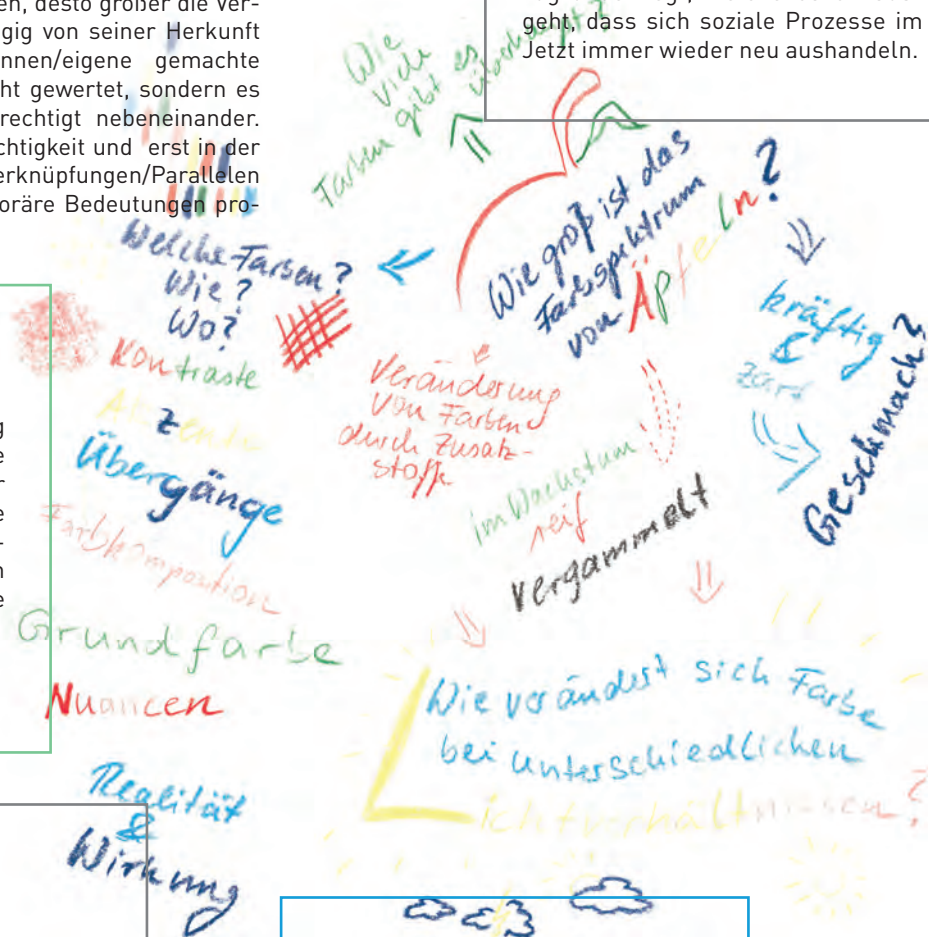 en, desto größer die Ver-
gig von seiner Herkunft
nnen/eigene gemachte
ht gewertet, sondern es
rechtigt nebeneinander.
chtigkeit und erst in der
erknüpfungen/Parallelen
oräre Bedeutungen pro-
geht, dass sich soziale Prozesse im
Jetzt immer wieder neu aushandeln.
Wie
viele
Farben gibt es
überhaupt?
Wie groß ist das
Farbspektrum
von Äpfeln?
Welche Farben?
Wie?
Wo?
Kontraste
Akzente
Übergänge
Farbkomposition
Grundfarbe
Nuancen
Realität
&
Wirkung
Veränderung
von Farben
durch Zusatz-
stoffe
im Wachstum
reif
vergammelt
kräftig
&
zart
Geschmack?
Wie verändert sich Farbe
bei unterschiedlichen
Lichtverhältnissen?
g
e
r
e
-
n
e